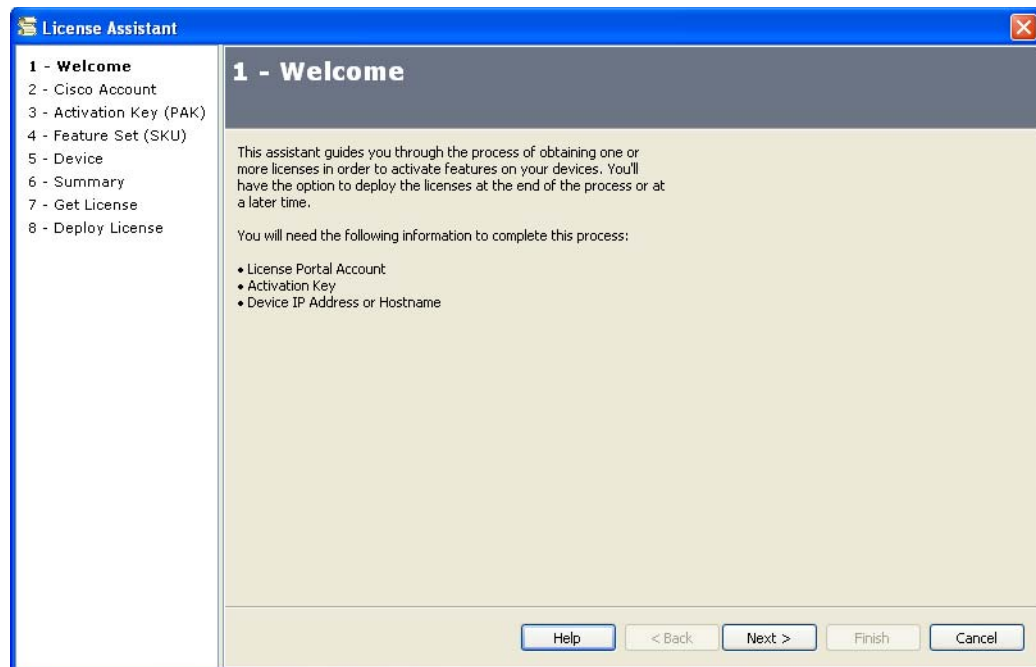 License Assistant
1 - Welcome
2 - Cisco Account
3 - Activation Key (PAK)
4 - Feature Set (SKU)
5 - Device
6 - Summary
7 - Get License
8 - Deploy License
1 - Welcome
This assistant guides you through the process of obtaining one or
more licenses in order to activate features on your devices. You'll
have the option to deploy the licenses at the end of the process or at
a later time.
You will need the following information to complete this process:
• License Portal Account
• Activation Key
• Device IP Address or Hostname
Help < Back Next > Finish Cancel